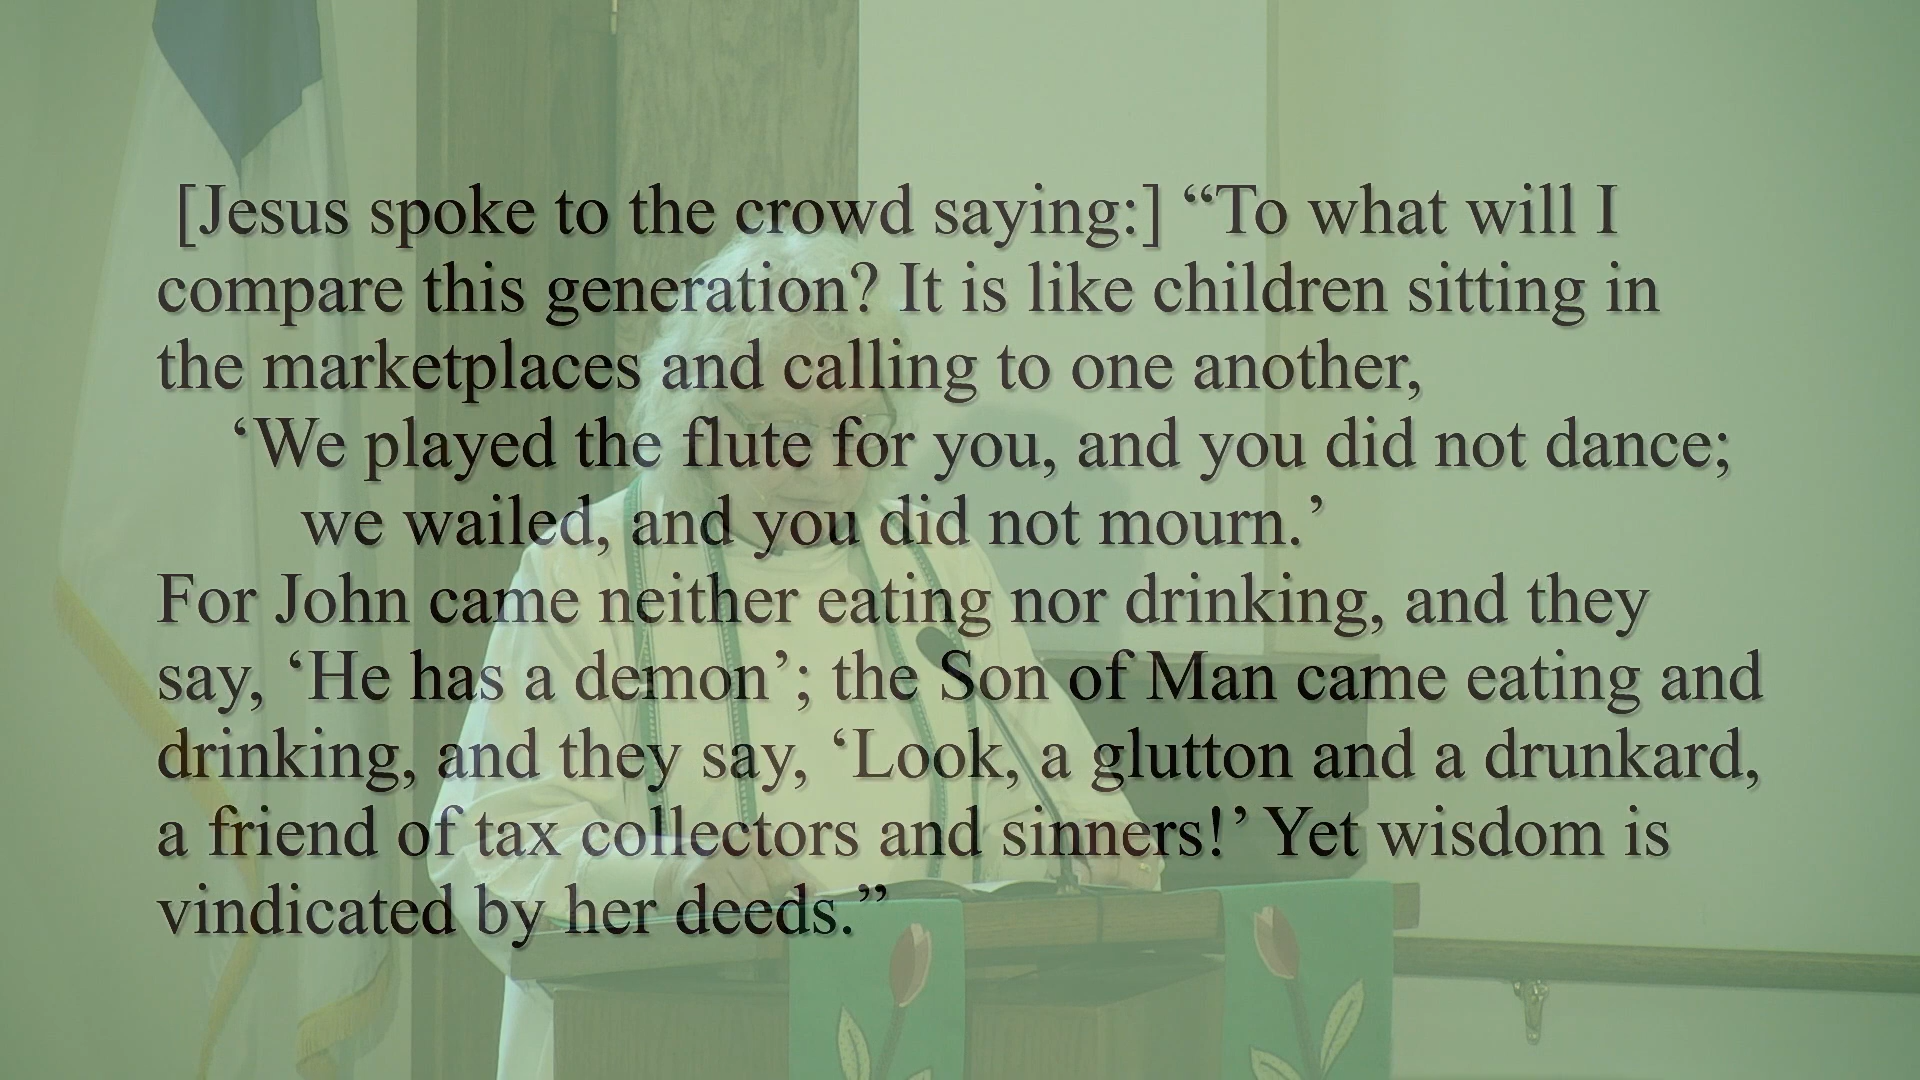 [Jesus spoke to the crowd saying:] “To what will I
compare this generation? It is like children sitting in
the marketplaces and calling to one another,
‘We played the flute for you, and you did not dance;
we wailed, and you did not mourn.’
For John came neither eating nor drinking, and they
say, ‘He has a demon’; the Son of Man came eating and
drinking, and they say, ‘Look, a glutton and a drunkard,
a friend of tax collectors and sinners!’ Yet wisdom is
vindicated by her deeds.”